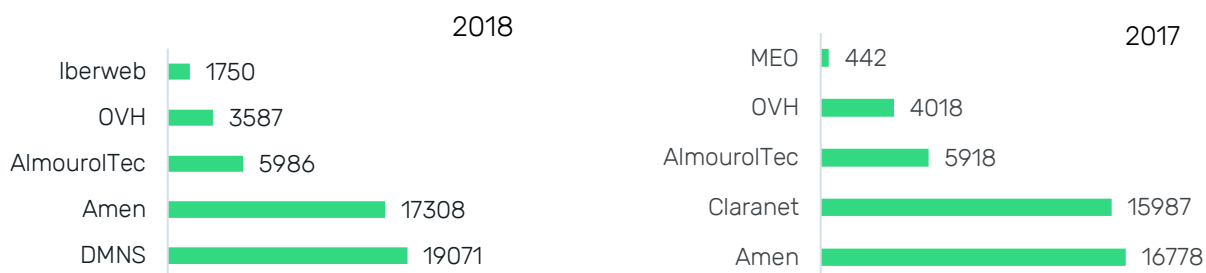 2018
Iberweb 1750
OVH 3587
AlmourolTec 5986
Amen 17308
DMNS 19071
2017
MEO 442
OVH 4018
AlmourolTec 5918
Claranet 15987
Amen 16778